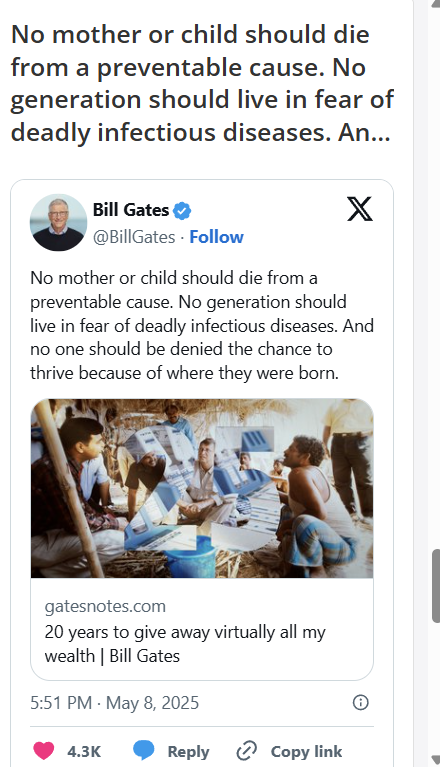 No mother or child should die
from a preventable cause. No
generation should live in fear of
deadly infectious diseases. An...
Bill Gates
@BillGates · Follow
No mother or child should die from a
preventable cause. No generation should
live in fear of deadly infectious diseases. And
no one should be denied the chance to
thrive because of where they were born.
gatesnotes.com
20 years to give away virtually all my
wealth | Bill Gates
5:51 PM · May 8, 2025
4.3K Reply Copy link